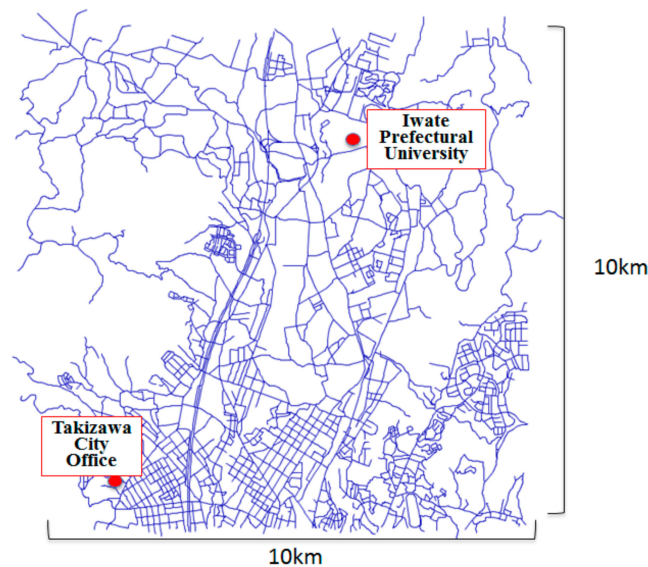 Iwate
Prefectural
University
10km
Takizawa
City
Office
10km